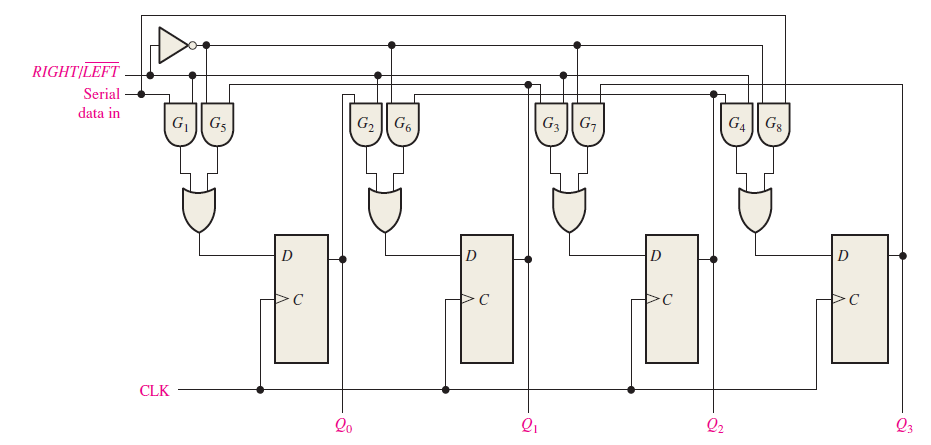 RIGHT/LEFT
Serial
data in
G1 G5 G2 G6 G3 G7 G4 G8
D D D D
C C C C
CLK
Q0 Q1 Q2 Q3